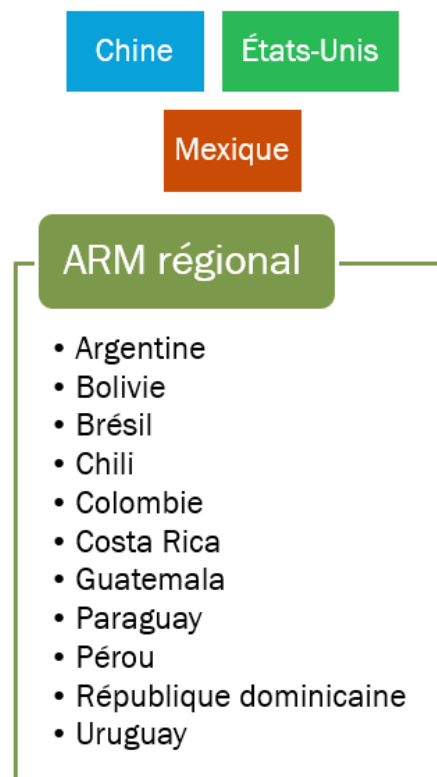 Chine
États-Unis
Mexique
ARM régional
• Argentine
• Bolivie
• Brésil
• Chili
• Colombie
• Costa Rica
• Guatemala
• Paraguay
• Pérou
• République dominicaine
• Uruguay